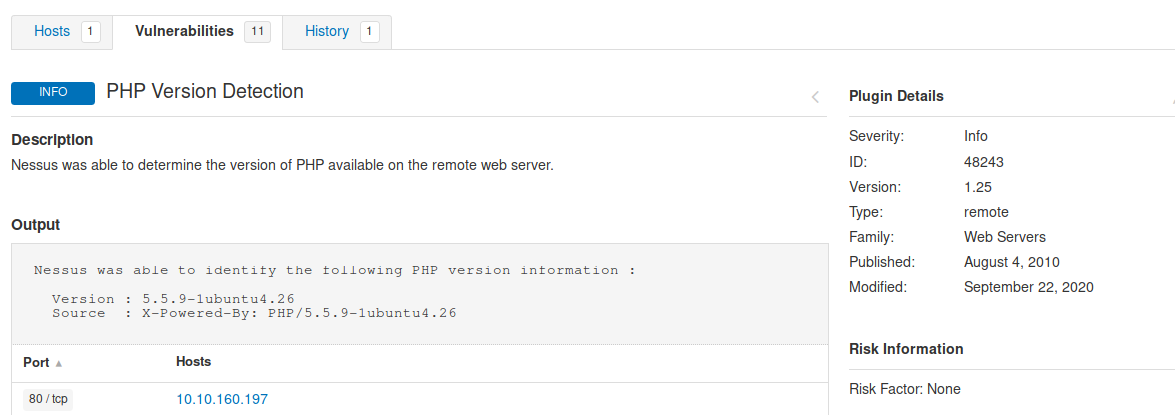 Hosts 1 Vulnerabilities 11 History 1
INFO PHP Version Detection
Description
Nessus was able to determine the version of PHP available on the remote web server.
Output
Nessus was able to identify the following PHP version information :
Version : 5.5.9-1ubuntu4.26
Source : X-Powered-By: PHP/5.5.9-1ubuntu4.26
Port Hosts
80 / tcp 10.10.160.197
Plugin Details
Severity: Info
ID: 48243
Version: 1.25
Type: remote
Family: Web Servers
Published: August 4, 2010
Modified: September 22, 2020
Risk Information
Risk Factor: None